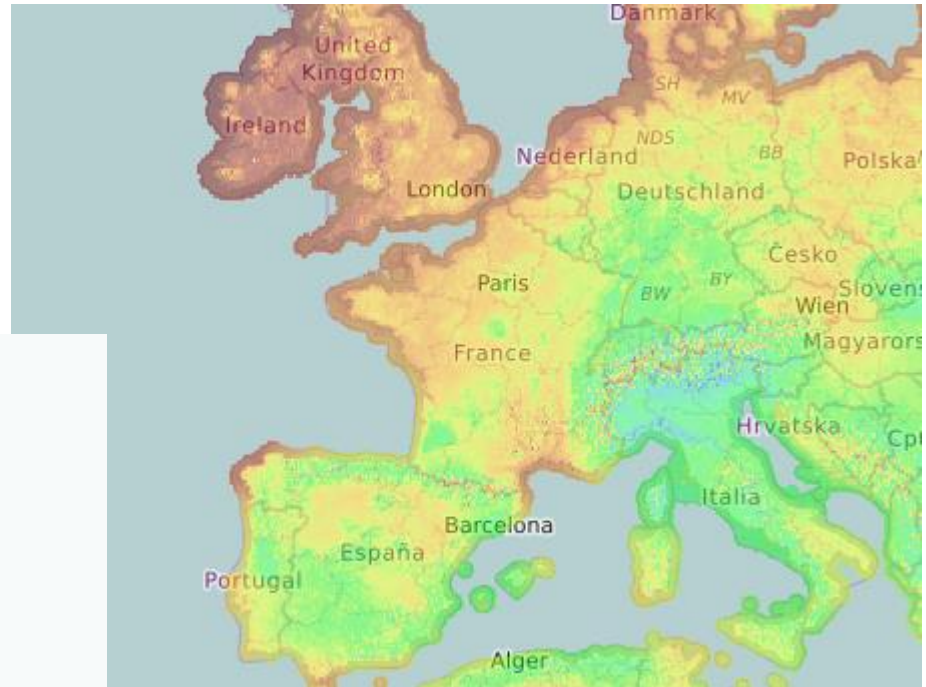 Danmark
United
Kingdom
SH
MV
Ireland
NDS
BB
Nederland
Polska
London
Deutschland
Česko
Paris
BY
BW
Slovens
Wien
France
Magyarors
Hrvatska
Срп
Italia
Barcelona
España
Portugal
Alger